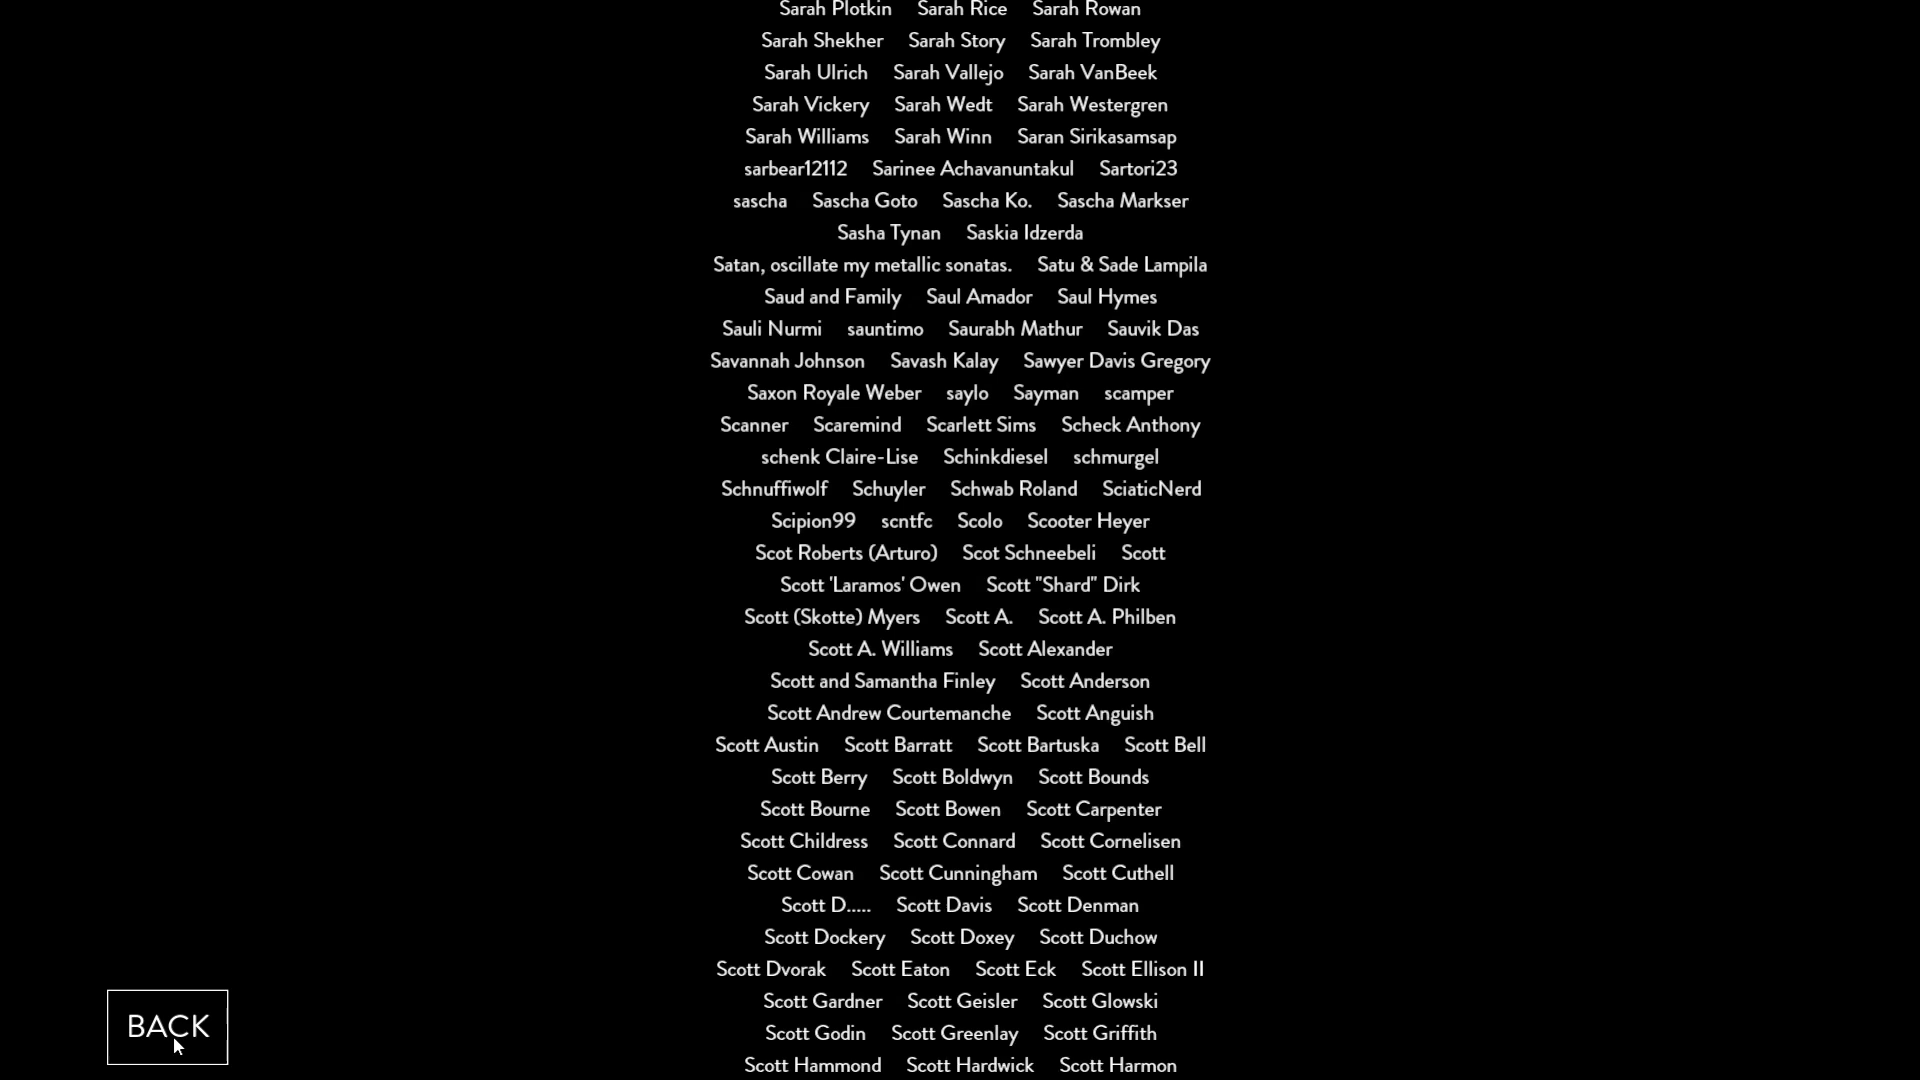 Sarah Plotkin Sarah Rice Sarah Rowan
Sarah Shekher Sarah Story Sarah Trombley
Sarah Ulrich Sarah Vallejo Sarah VanBeek
Sarah Vickery Sarah Wedt Sarah Westergren
Sarah Williams Sarah Winn Saran Sirikasamsap
sarbear12112 Sarinee Achavanuntakul Sartori23
sascha Sascha Goto Sascha Ko. Sascha Markser
Sasha Tynan Saskia Idzerda
Satan, oscillate my metallic sonatas. Satu & Sade Lampila
Saud and Family Saul Amador Saul Hymes
Sauli Nurmi sauntimo Saurabh Mathur Sauvik Das
Savannah Johnson Savash Kalay Sawyer Davis Gregory
Saxon Royale Weber saylo Sayman scamper
Scanner Scaremind Scarlett Sims Scheck Anthony
schenk Claire-Lise Schinkdiesel schmurgel
Schnuffiwolf Schuyler Schwab Roland SciaticNerd
Scipion99 scntfc Scolo Scooter Heyer
Scot Roberts (Arturo) Scot Schneebeli Scott
Scott 'Laramos' Owen Scott "Shard" Dirk
Scott (Skotte) Myers Scott A. Scott A. Philben
Scott A. Williams Scott Alexander
Scott and Samantha Finley Scott Anderson
Scott Andrew Courtemanche Scott Anguish
Scott Austin Scott Barratt Scott Bartuska Scott Bell
Scott Berry Scott Boldwyn Scott Bounds
Scott Bourne Scott Bowen Scott Carpenter
Scott Childress Scott Connard Scott Cornelisen
Scott Cowan Scott Cunningham Scott Cuthell
Scott D..... Scott Davis Scott Denman
Scott Dockery Scott Doxey Scott Duchow
Scott Dvorak Scott Eaton Scott Eck Scott Ellison II
Scott Gardner Scott Geisler Scott Glowski
Scott Godin Scott Greenlay Scott Griffith
Scott Hammond Scott Hardwick Scott Harmon
BACK